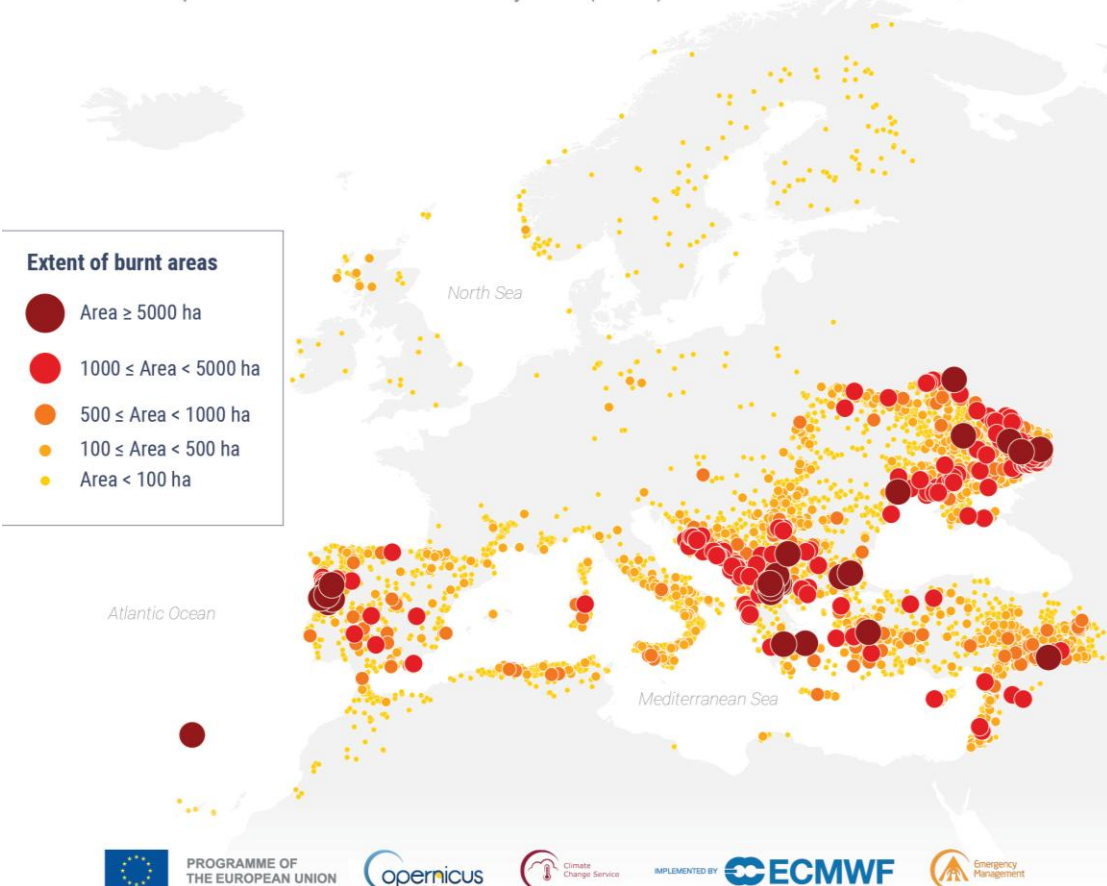 North Sea
Extent of burnt areas
Area ≥ 5000 ha
1000 ≤ Area < 5000 ha
500 ≤ Area < 1000 ha
100 ≤ Area < 500 ha
Area < 100 ha
Atlantic Ocean
Mediterranean Sea
PROGRAMME OF
THE EUROPEAN UNION
opernicus
Climate
Change Service
IMPLEMENTED BY
ECMWF
Emergency
Management